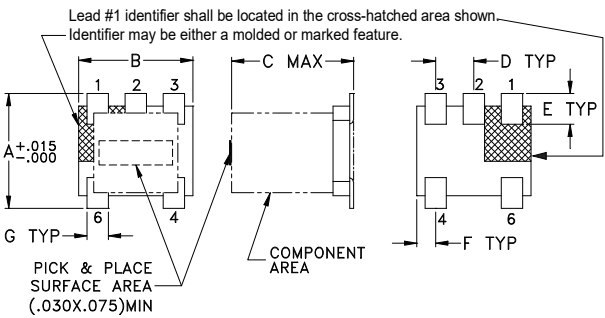 Lead #1 identifier shall be located in the cross-hatched area shown.
Identifier may be either a molded or marked feature.
B
C MAX
D TYP
1 2 3
3 2 1
E TYP
A+.015
-.000
6 4
4 6
G TYP
F TYP
COMPONENT
AREA
PICK & PLACE
SURFACE AREA
(.030X.075)MIN